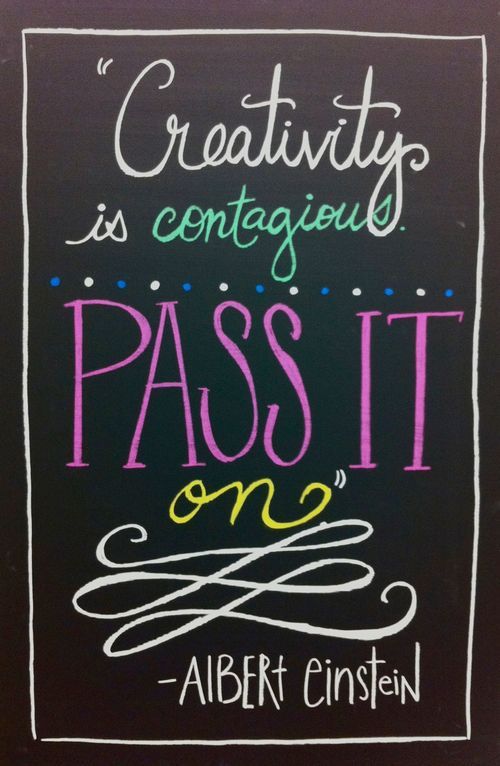 "Creativity
is contagious.
PASS IT
on"
-AlBERt einstein